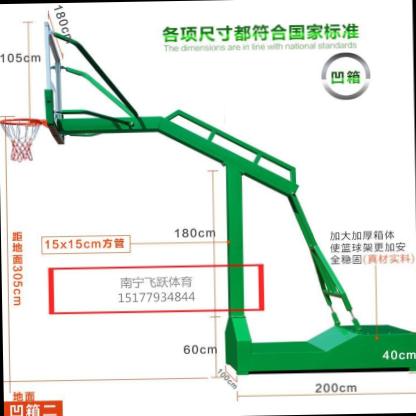 180cm
各项尺寸都符合国家标准
The dimensions are in line with national standards
105cm
凹箱
180cm
加大加厚箱体
使篮球架更加安
全稳固(真材实料)
距地面305cm
15x15cm方管
南宁飞跃体育
15177934844
60cm
40cm
100cm
200cm
地面
凹箱二